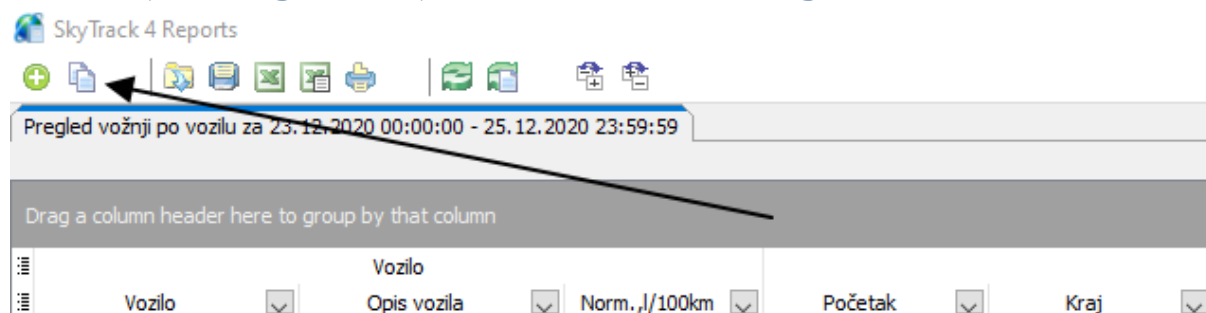 SkyTrack 4 Reports
Pregled vožnji po vozilu za 23.12.2020 00:00:00 - 25.12.2020 23:59:59
Drag a column header here to group by that column
Vozilo
Vozilo Opis vozila Norm.,l/100km Početak Kraj